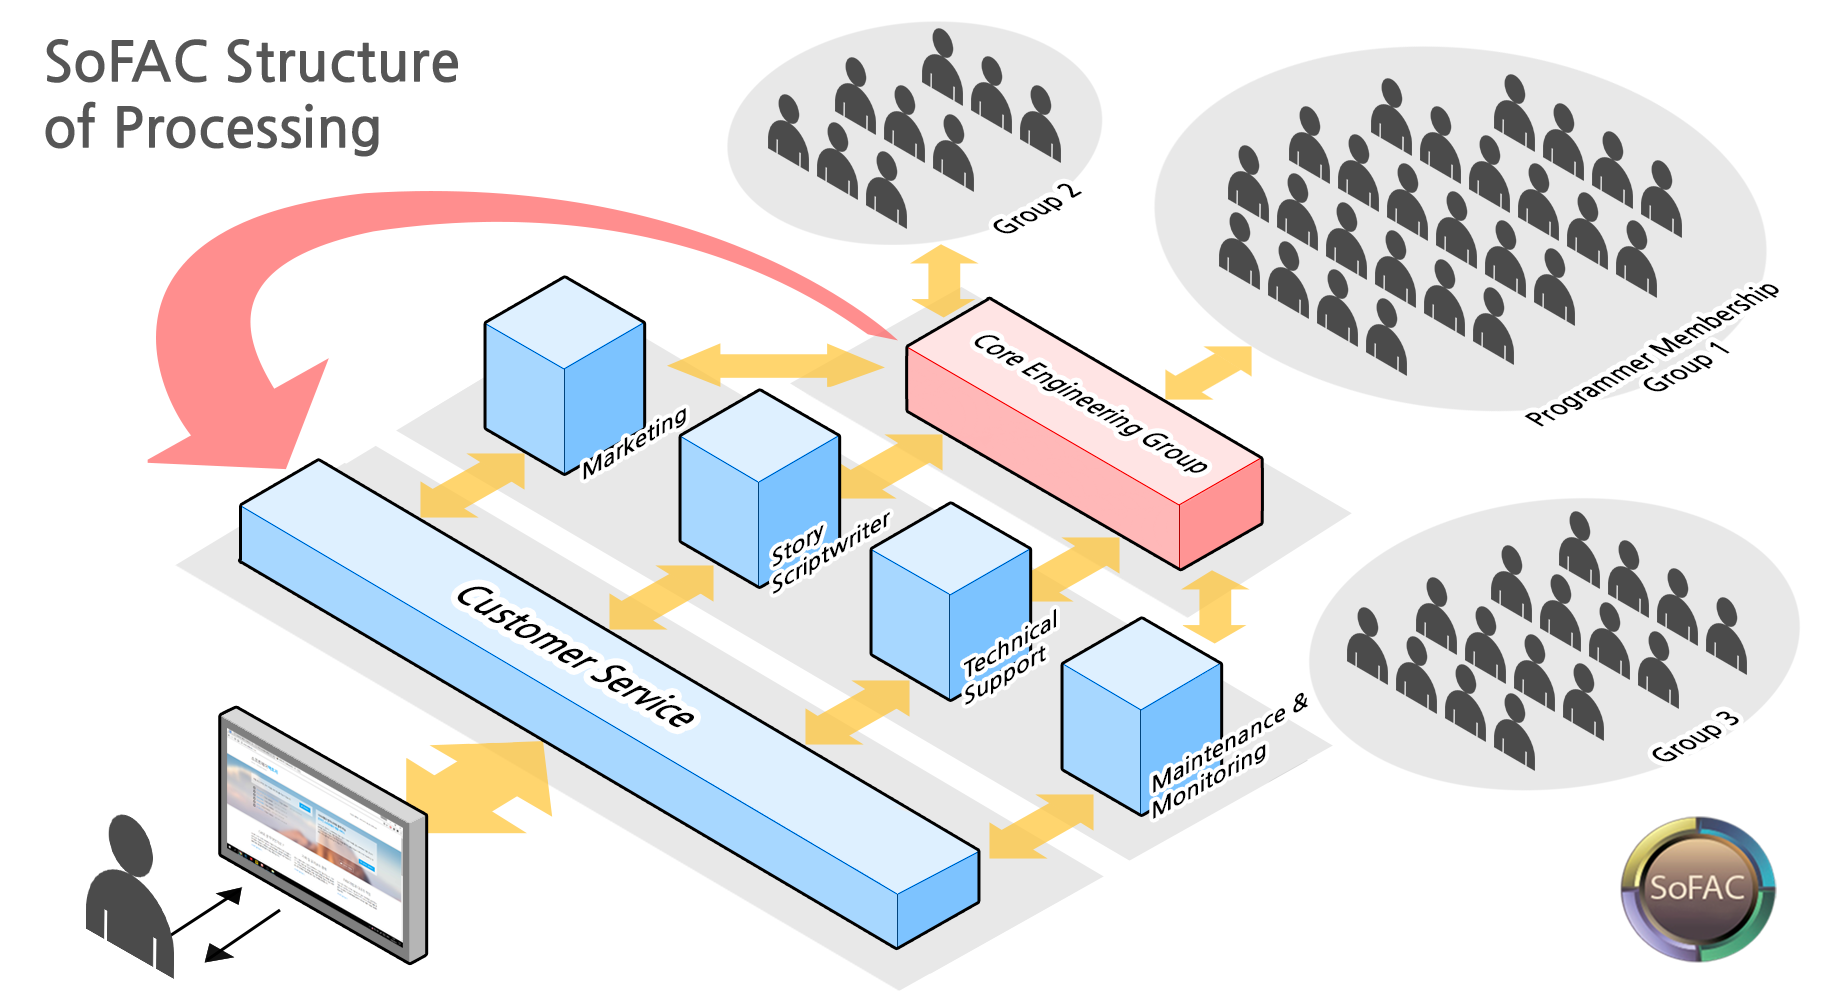 SoFAC Structure
of Processing
Group 2
Programmer Membership
Group 1
Core Engineering Group
Marketing
Story
Scriptwriter
Technical
Support
Maintenance &
Monitoring
Customer Service
Group 3
SoFAC